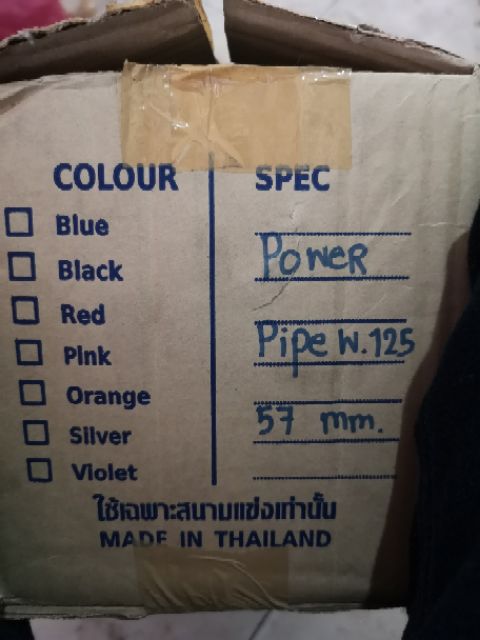 COLOUR
Blue
Black
Red
Pink
Orange
Silver
Violet
SPEC
Power
Pipe W.125
57 mm.
ใช้เฉพาะสนามแข่งเท่านั้น
MADE IN THAILAND